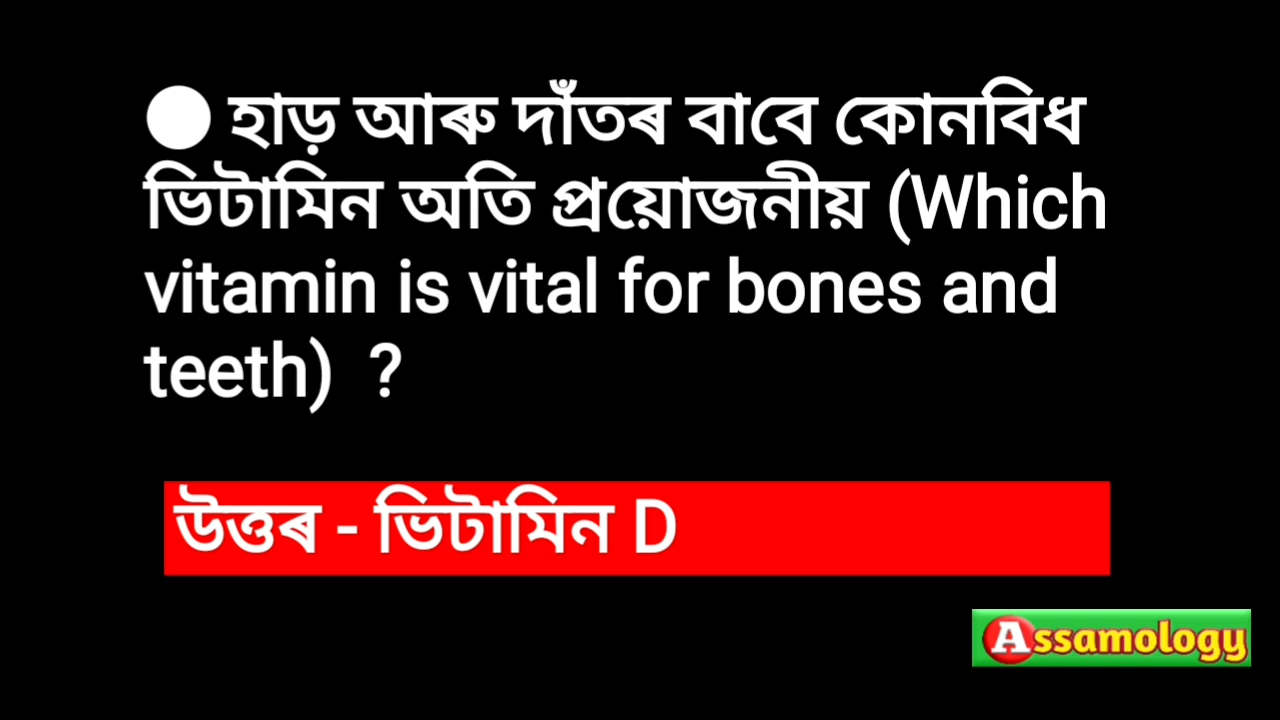 ● হাড় আৰু দাঁতৰ বাবে কোনবিধ
ভিটামিন অতি প্ৰয়োজনীয় (Which
vitamin is vital for bones and
teeth) ?
উত্তৰ - ভিটামিন D
Assamology